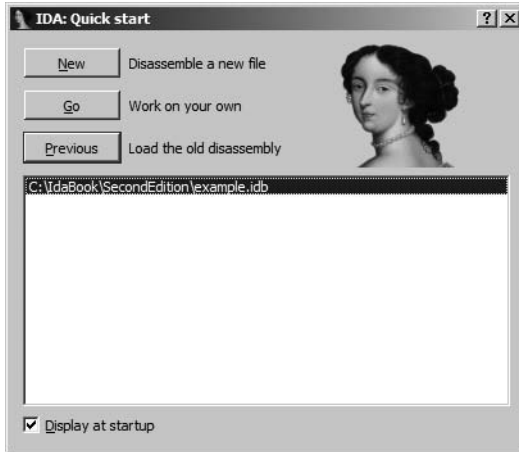 IDA: Quick start
New Disassemble a new file
Go Work on your own
Previous Load the old disassembly
C:\IdaBook\SecondEdition\example.idb
Display at startup